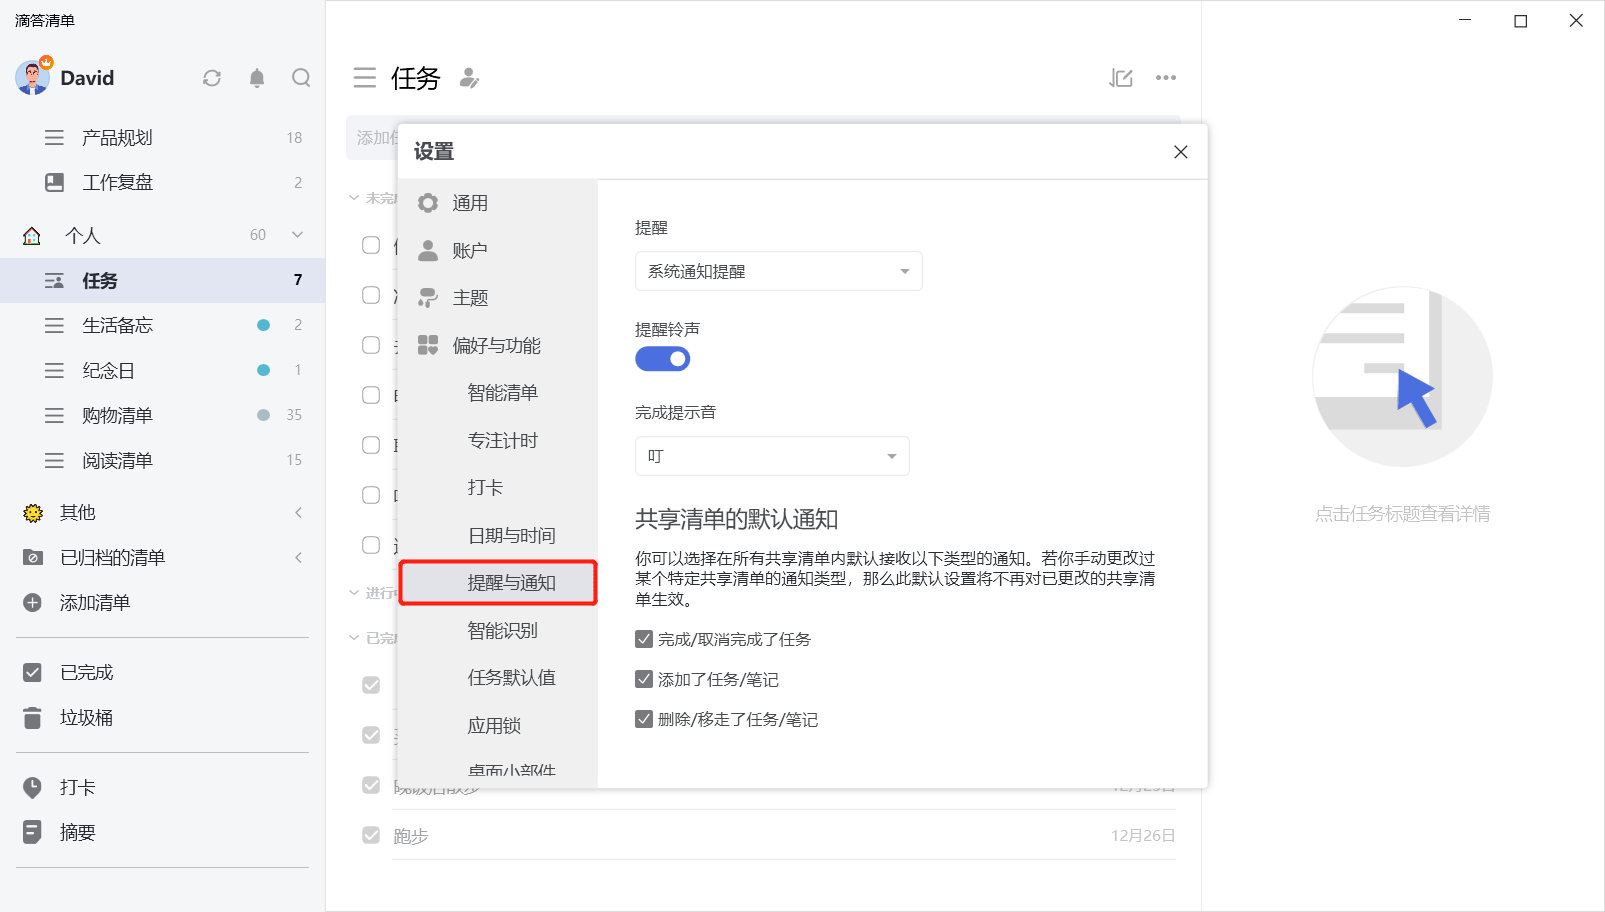 滴答清单
David
产品规划 18
工作复盘 2
个人 60
任务 7
生活备忘 2
纪念日 1
购物清单 35
阅读清单 15
其他
已归档的清单
添加清单
已完成
垃圾桶
打卡
摘要
任务
添加
未完
进行
已完
晚饭后散步
跑步 12月26日
设置
通用
账户
主题
偏好与功能
智能清单
专注计时
打卡
日期与时间
提醒与通知
智能识别
任务默认值
应用锁
桌面小部件
提醒
系统通知提醒
提醒铃声
完成提示音
叮
共享清单的默认通知
你可以选择在所有共享清单内默认接收以下类型的通知。若你手动更改过
某个特定共享清单的通知类型，那么此默认设置将不再对已更改的共享清
单生效。
完成/取消完成了任务
添加了任务/笔记
删除/移走了任务/笔记
点击任务标题查看详情